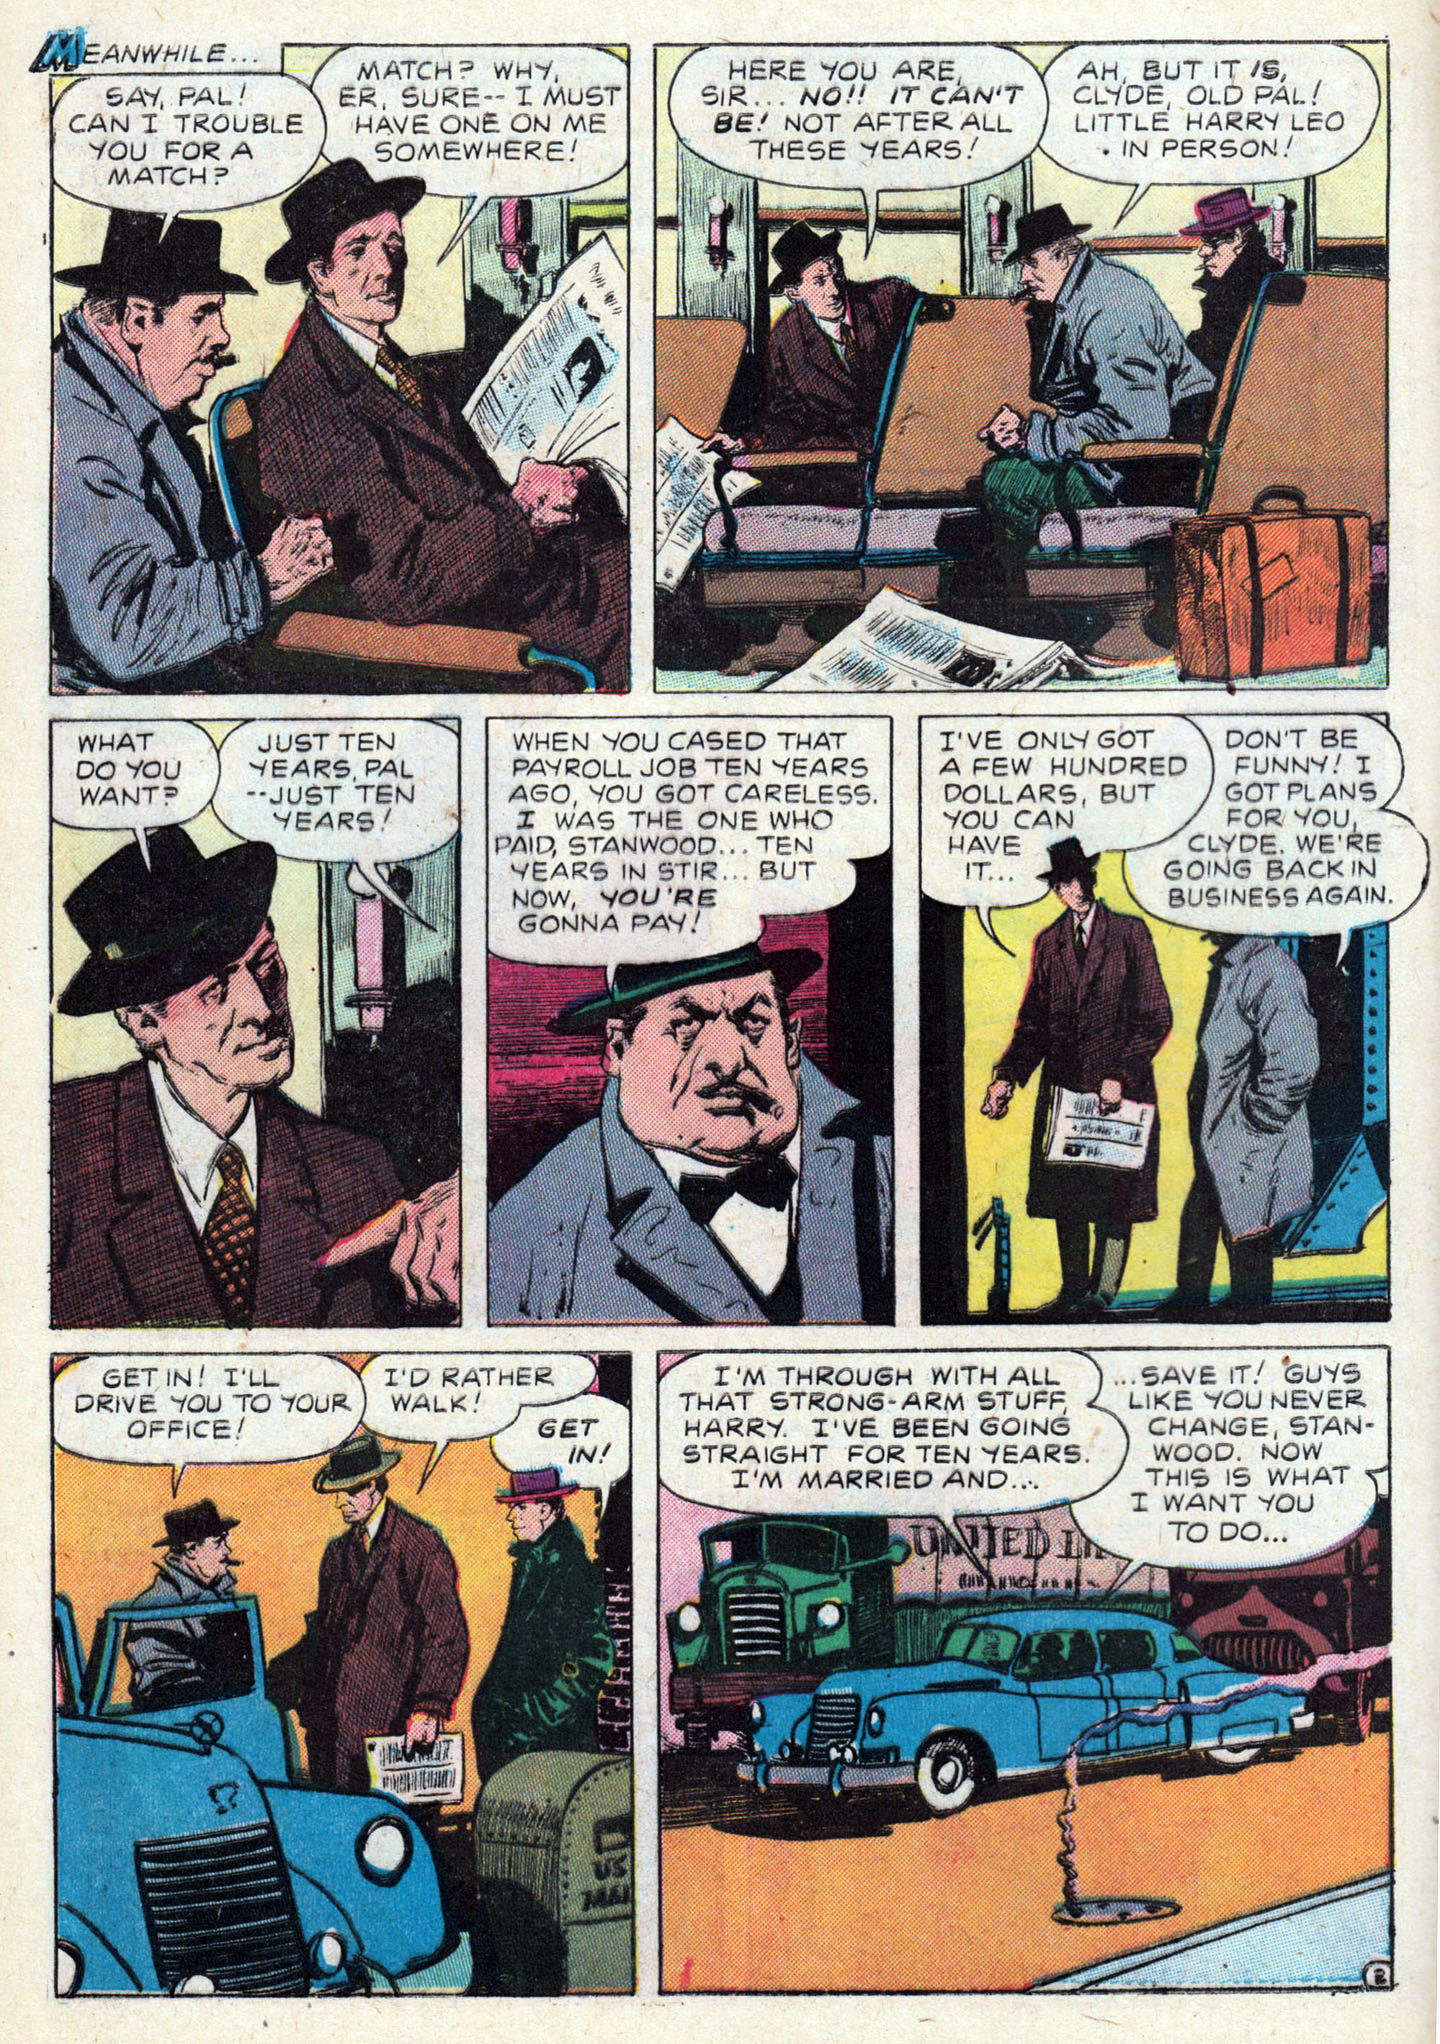 MEANWHILE...
SAY, PAL!
CAN I TROUBLE
YOU FOR A
MATCH?
MATCH? WHY,
ER, SURE-- I MUST
HAVE ONE ON ME
SOMEWHERE!
HERE YOU ARE,
SIR... NO!! IT CAN'T
BE! NOT AFTER ALL
THESE YEARS!
AH, BUT IT IS,
CLYDE, OLD PAL!
LITTLE HARRY LEO
IN PERSON!
WHAT
DO YOU
WANT?
JUST TEN
YEARS, PAL
--JUST TEN
YEARS!
WHEN YOU CASED THAT
PAYROLL JOB TEN YEARS
AGO, YOU GOT CARELESS.
I WAS THE ONE WHO
PAID, STANWOOD... TEN
YEARS IN STIR... BUT
NOW, YOU'RE
GONNA PAY!
I'VE ONLY GOT
A FEW HUNDRED
DOLLARS, BUT
YOU CAN
HAVE
IT...
DON'T BE
FUNNY! I
GOT PLANS
FOR YOU,
CLYDE. WE'RE
GOING BACK IN
BUSINESS AGAIN.
GET IN! I'LL
DRIVE YOU TO YOUR
OFFICE!
I'D RATHER
WALK!
GET
IN!
I'M THROUGH WITH ALL
THAT STRONG-ARM STUFF,
HARRY. I'VE BEEN GOING
STRAIGHT FOR TEN YEARS.
I'M MARRIED AND...
...SAVE IT! GUYS
LIKE YOU NEVER
CHANGE, STAN-
WOOD. NOW
THIS IS WHAT
I WANT YOU
TO DO...
UNITED
2